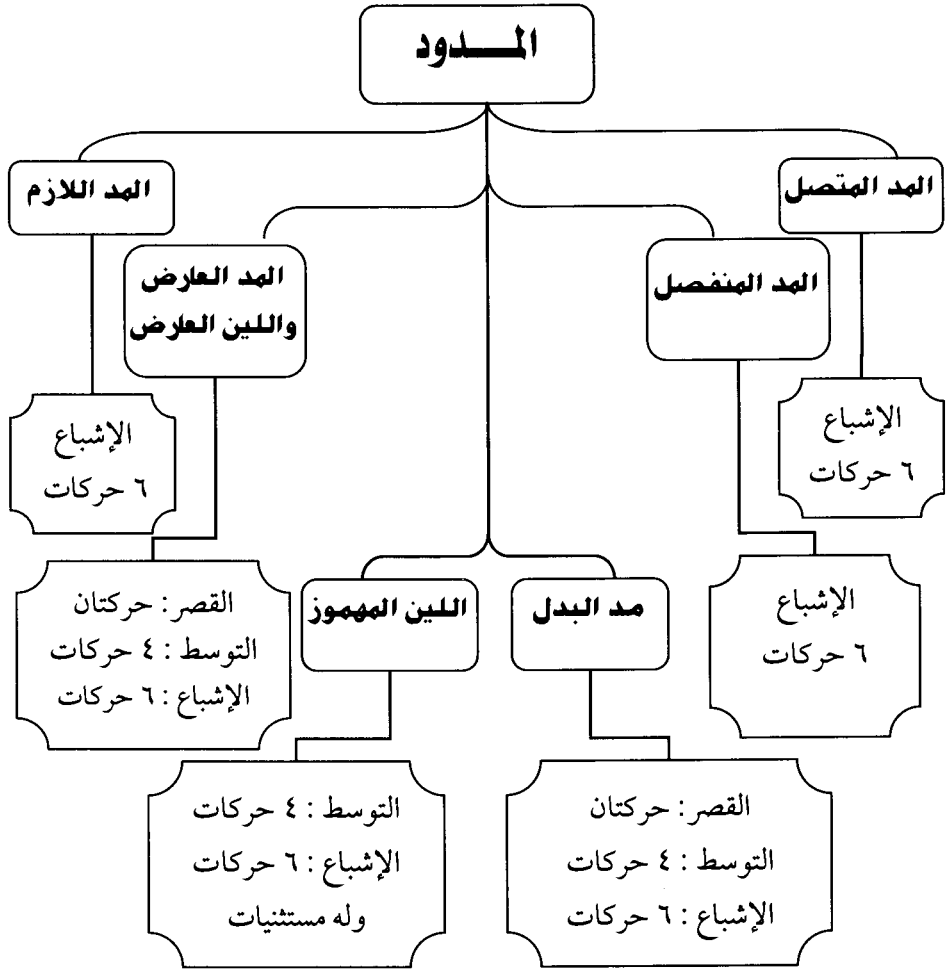 المــدود
المد المتصل
المد اللازم
المد المنفصل
المد العارض
واللين العارض
الإشباع
٦ حركات
الإشباع
٦ حركات
الإشباع
٦ حركات
القصر : حركتان
التوسط : ٤ حركات
الإشباع : ٦ حركات
مد البدل
اللين المهموز
القصر : حركتان
التوسط : ٤ حركات
الإشباع : ٦ حركات
التوسط : ٤ حركات
الإشباع : ٦ حركات
وله مستثنيات